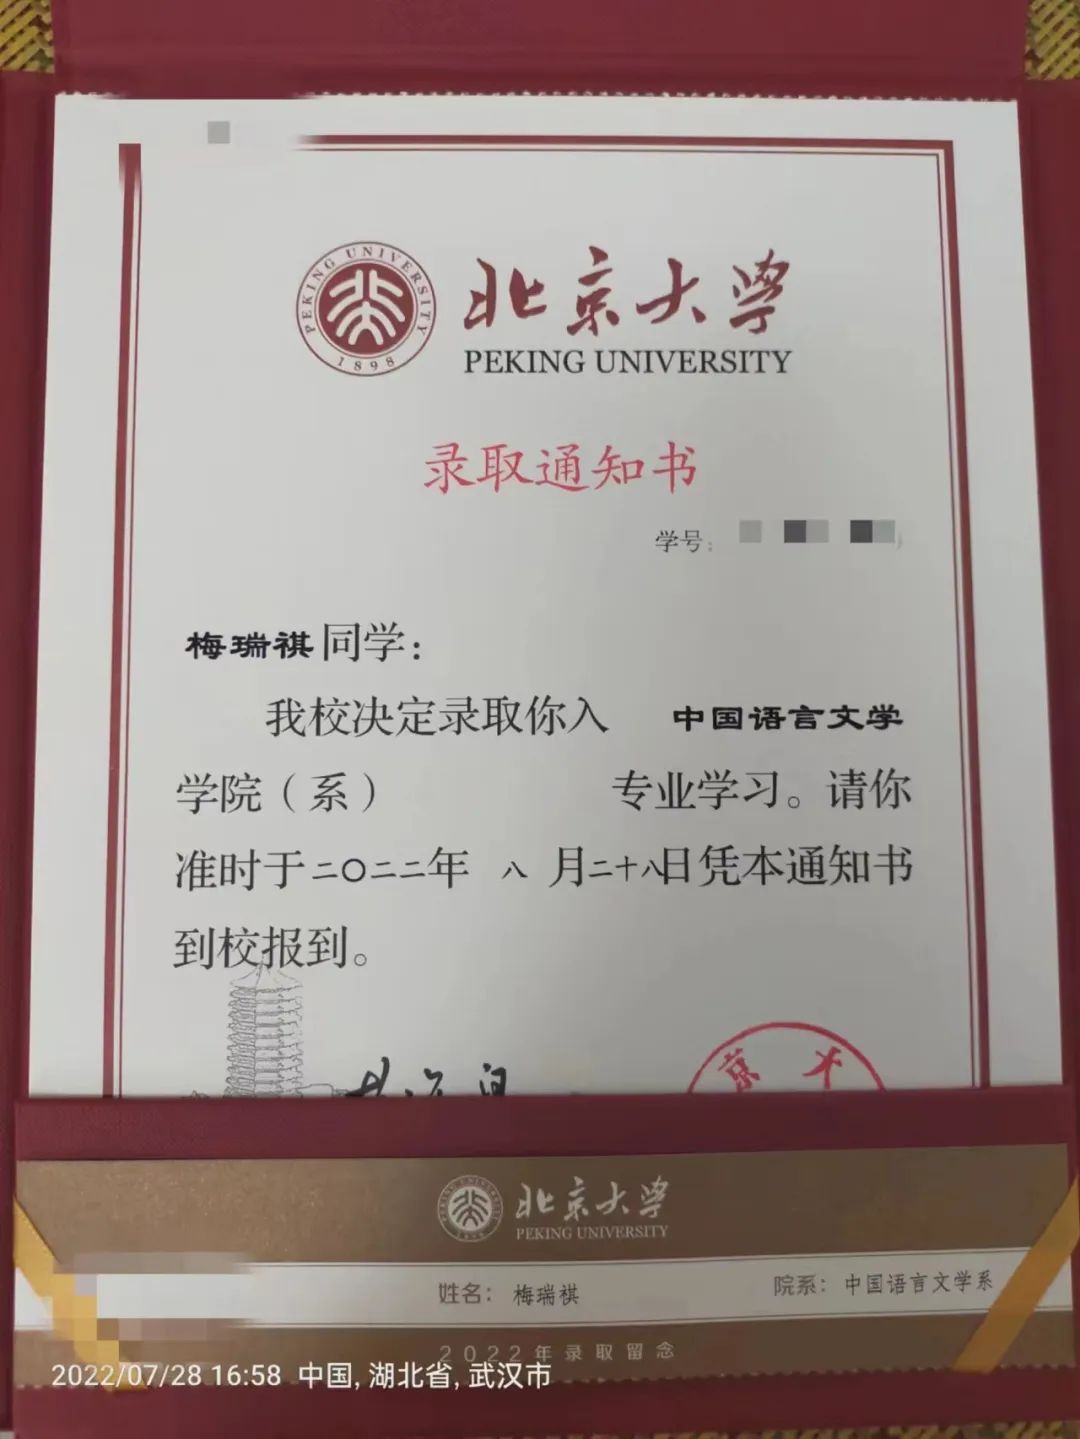 PEKING UNIVERSITY
1898
北京大学
PEKING UNIVERSITY
录取通知书
学号:
梅瑞祺同学:
我校决定录取你入 中国语言文学
学院(系) 专业学习。请你
准时于二〇二二年 八 月二十八日凭本通知书
到校报到。
京大
北京大学
PEKING UNIVERSITY
姓名: 梅瑞祺 院系: 中国语言文学系
2022年录取留念
2022/07/28 16:58 中国, 湖北省, 武汉市